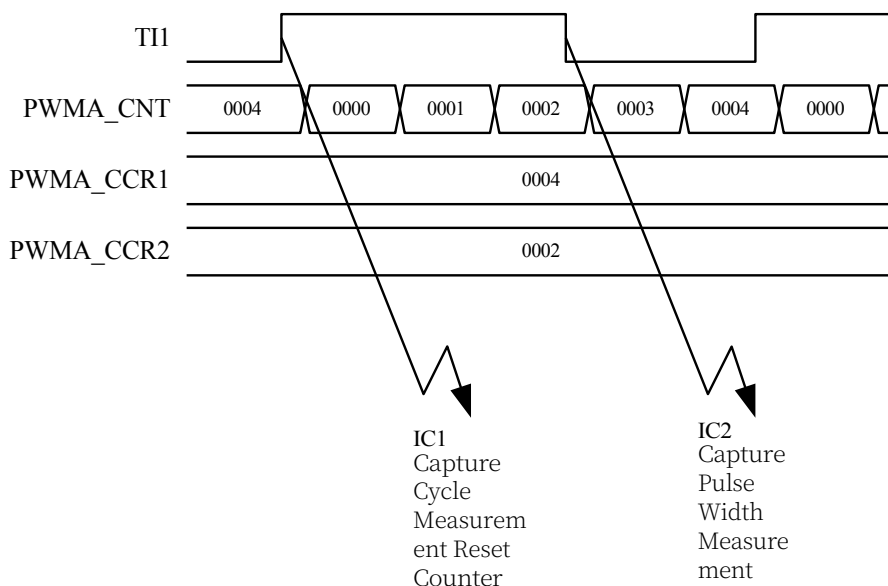 TI1
PWMA_CNT 0004 0000 0001 0002 0003 0004 0000
PWMA_CCR1 0004
PWMA_CCR2 0002
IC1
Capture
Cycle
Measurem
ent Reset
Counter
IC2
Capture
Pulse
Width
Measure
ment